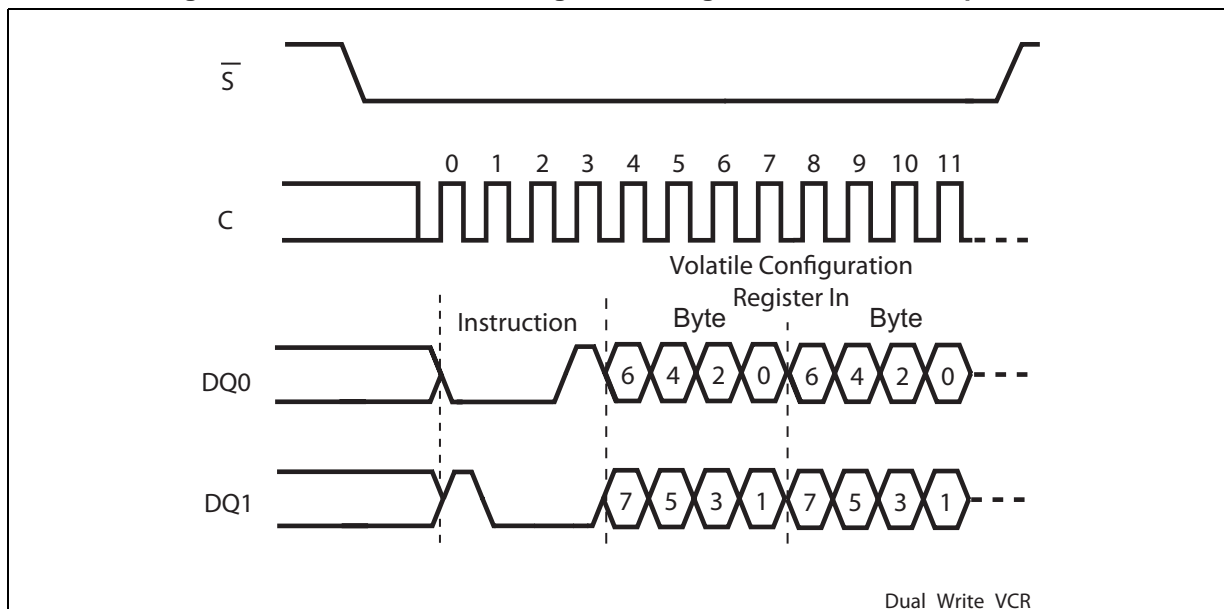 S
0 1 2 3 4 5 6 7 8 9 10 11
C
Volatile Configuration
Register In
Instruction Byte Byte
DQ0 6 4 2 0 6 4 2 0
DQ1 7 5 3 1 7 5 3 1
Dual_Write_VCR